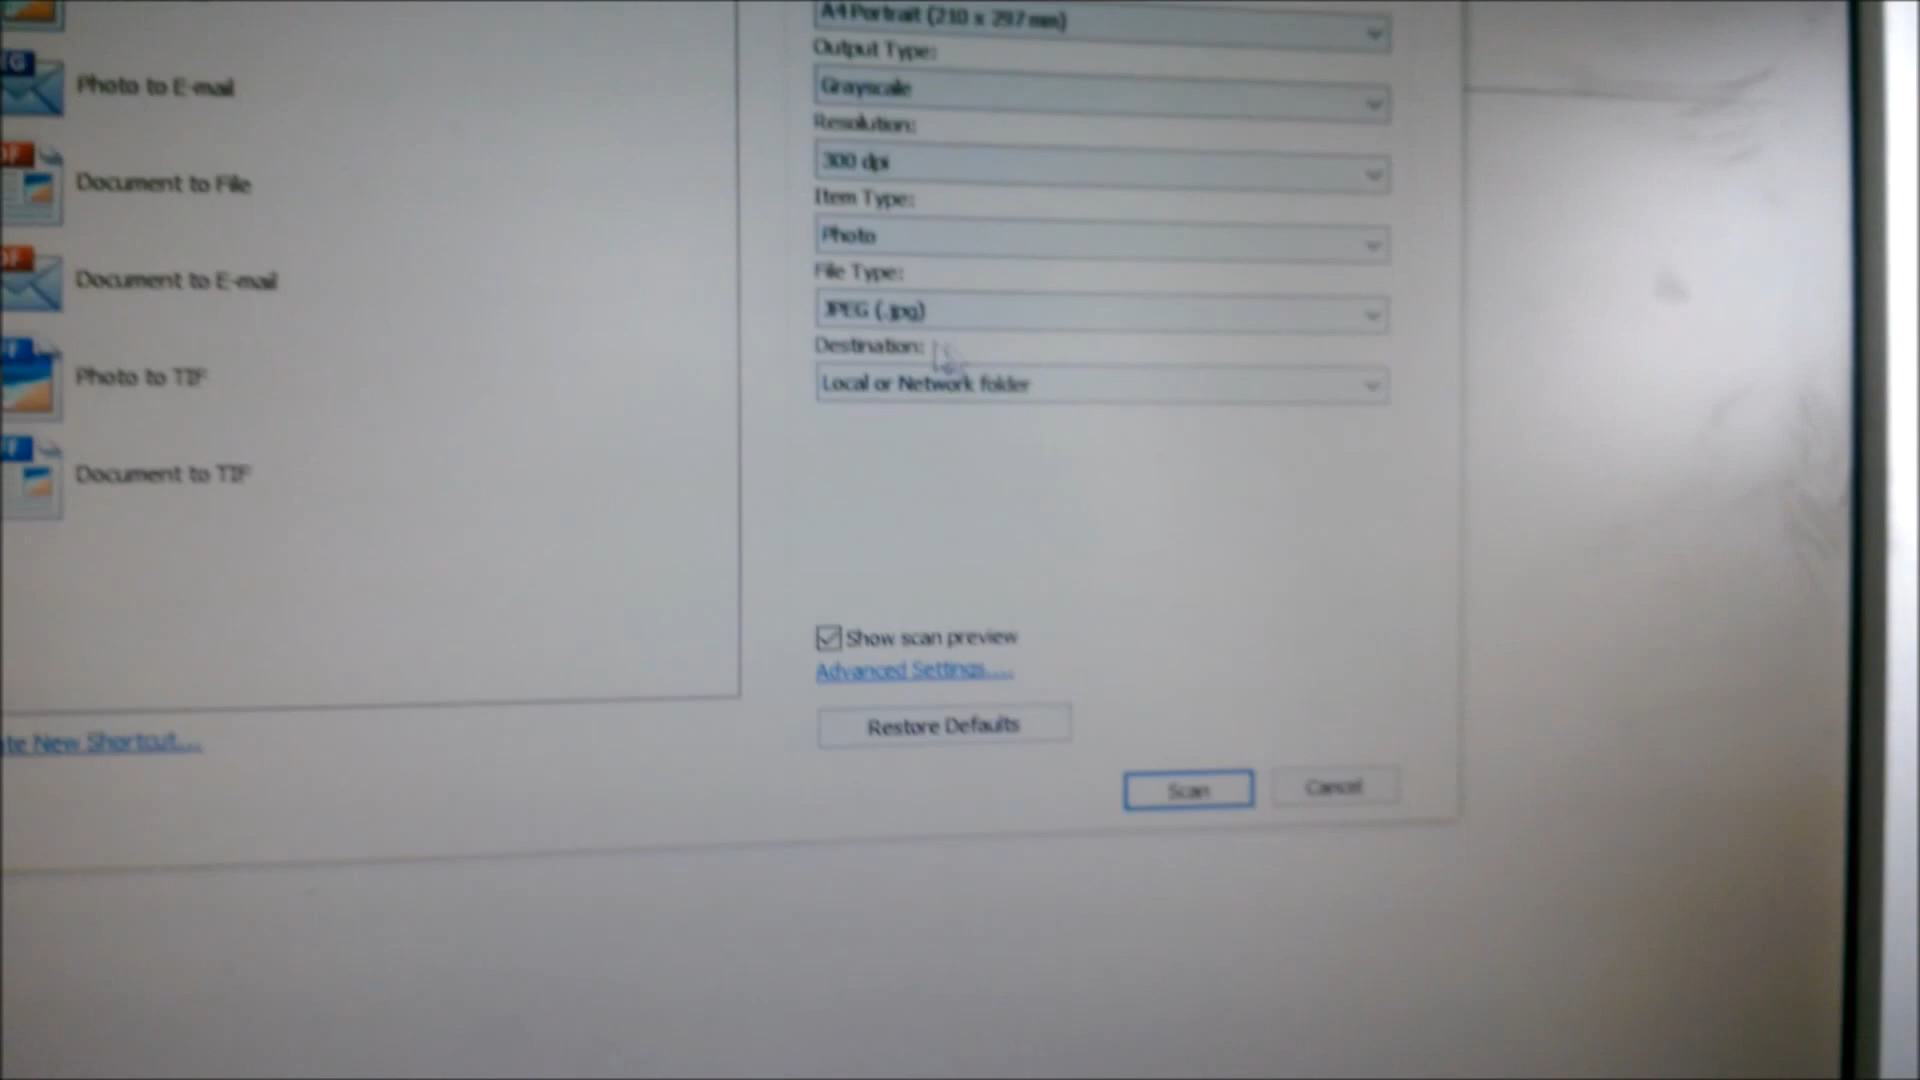 Photo to E-mail
Document to File
Document to E-mail
Photo to TIF
Document to TIF
te New Shortcut...
A4 Portrait (210 x 297 mm)
Output Type:
Grayscale
Resolution:
300 dpi
Item Type:
Photo
File Type:
JPEG (.jpg)
Destination:
Local or Network folder
Show scan preview
Advanced Settings....
Restore Defaults
Scan
Cancel